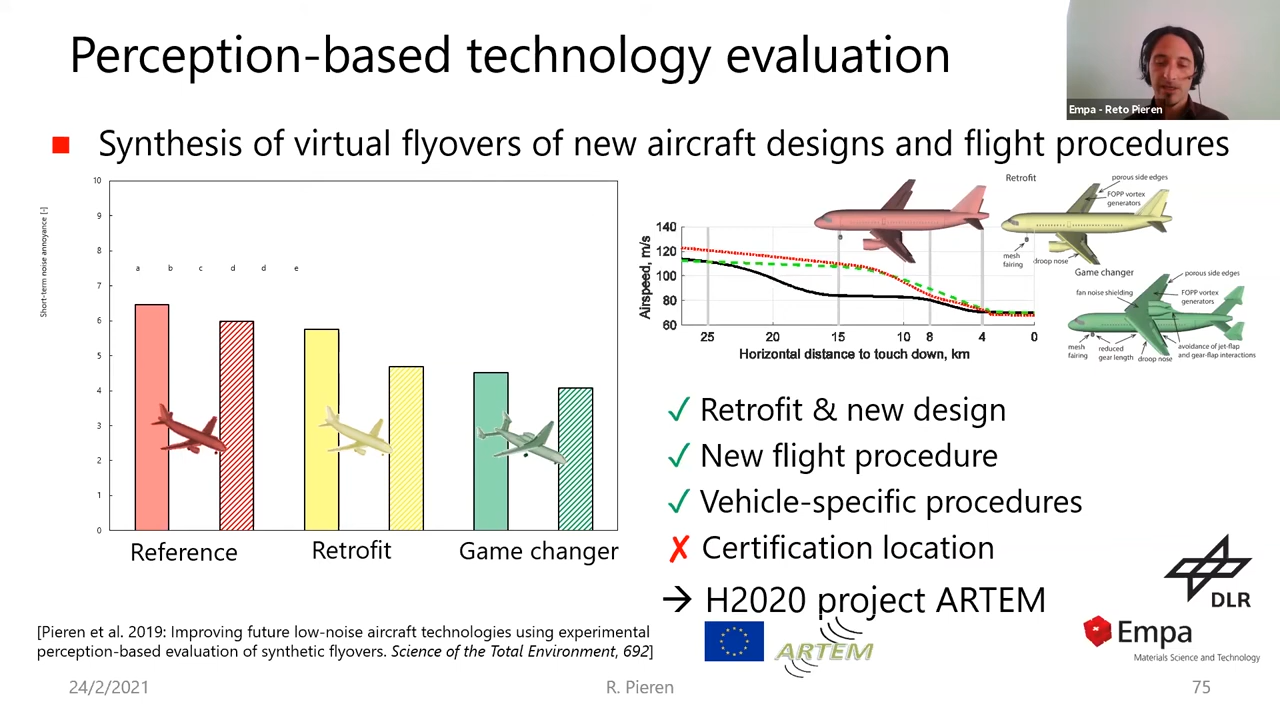 Perception-based technology evaluation
Empa - Reto Pieren
Synthesis of virtual flyovers of new aircraft designs and flight procedures
Short-term noise annoyance [-]
10
9
8
7
6
5
4
3
2
1
0
a b c d d e
Reference
Retrofit
Game changer
Airspeed, m/s
140
120
100
80
60
25 20 15 10 8 4 0
Horizontal distance to touch down, km
Retrofit
porous side edges
FOPP vortex
generators
mesh
fairing
droop nose
Game changer
porous side edges
fan noise shielding
FOPP vortex
generators
mesh
fairing
reduced
gear length
droop nose
avoidance of jet-flap
and gear-flap interactions
✓ Retrofit & new design
✓ New flight procedure
✓ Vehicle-specific procedures
✗ Certification location
→ H2020 project ARTEM
ARTEM
DLR
Empa
Materials Science and Technology
[Pieren et al. 2019: Improving future low-noise aircraft technologies using experimental
perception-based evaluation of synthetic flyovers. Science of the Total Environment, 692]
24/2/2021
R. Pieren
75